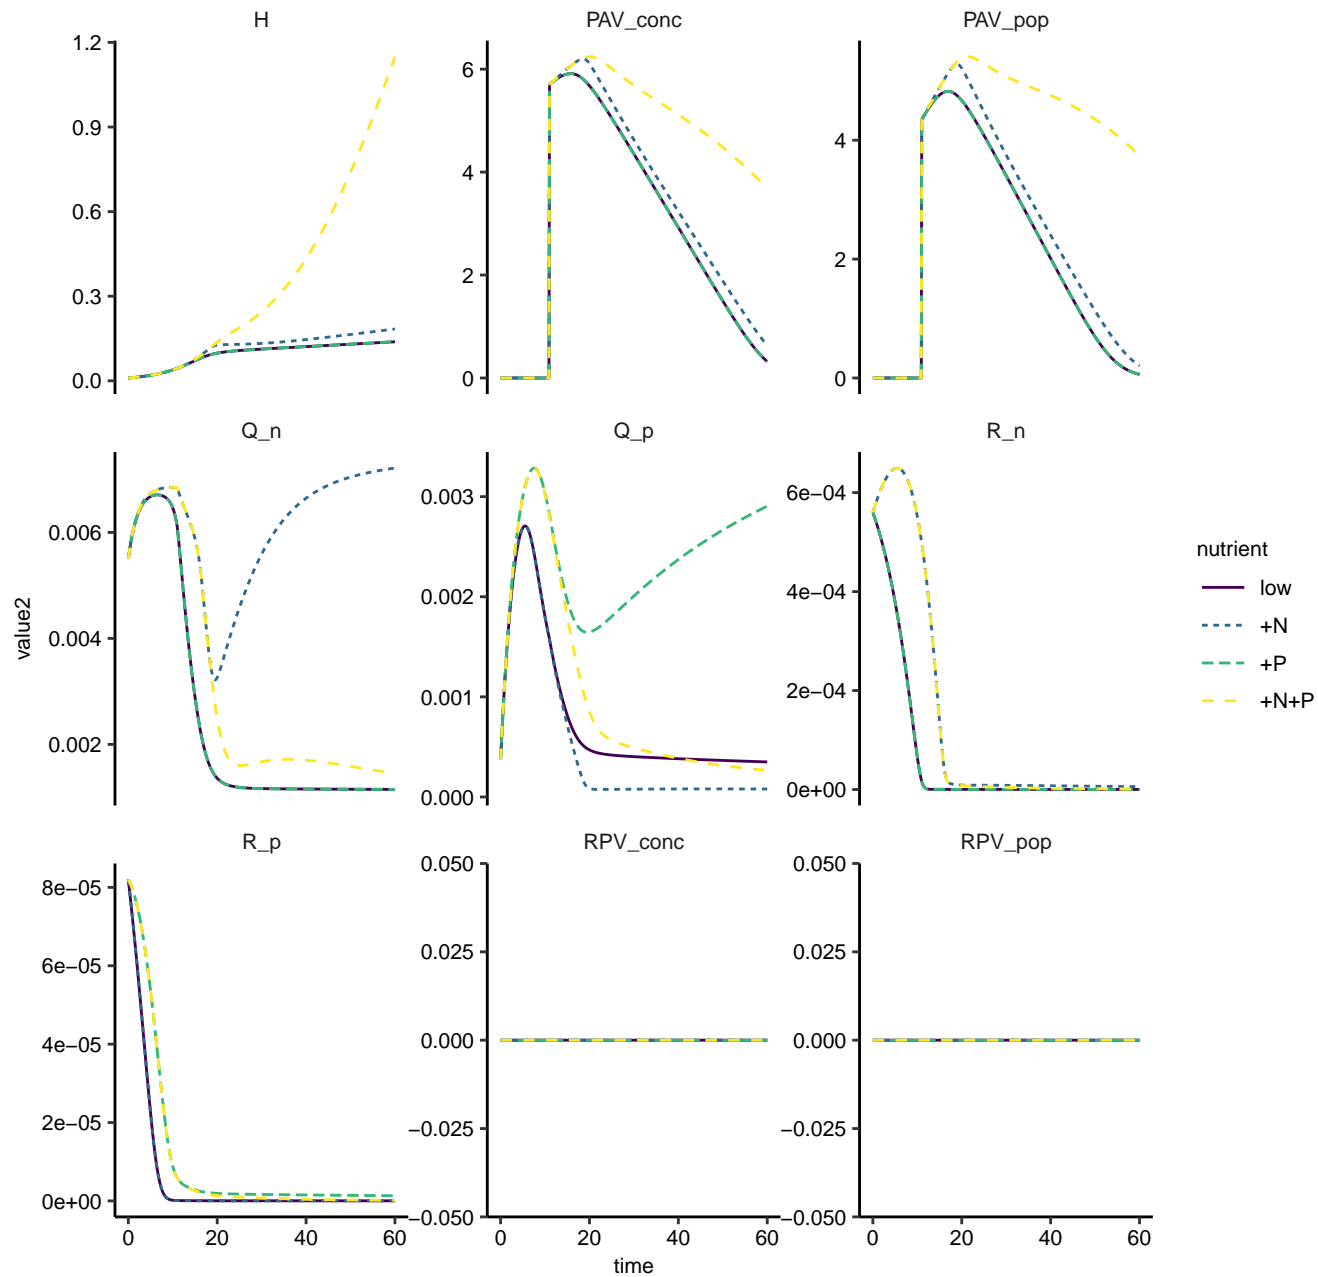 H
PAV_conc
PAV_pop
1.2
0.9
0.6
0.3
0.0
6
4
2
0
4
2
0
Q_n
Q_p
R_n
0.006
0.004
0.002
0.003
0.002
0.001
0.000
6e−04
4e−04
2e−04
0e+00
R_p
RPV_conc
RPV_pop
8e−05
6e−05
4e−05
2e−05
0e+00
0.050
0.025
0.000
−0.025
−0.050
0.050
0.025
0.000
−0.025
−0.050
0 20 40 60
0 20 40 60
0 20 40 60
time
value2
nutrient
low
+N
+P
+N+P